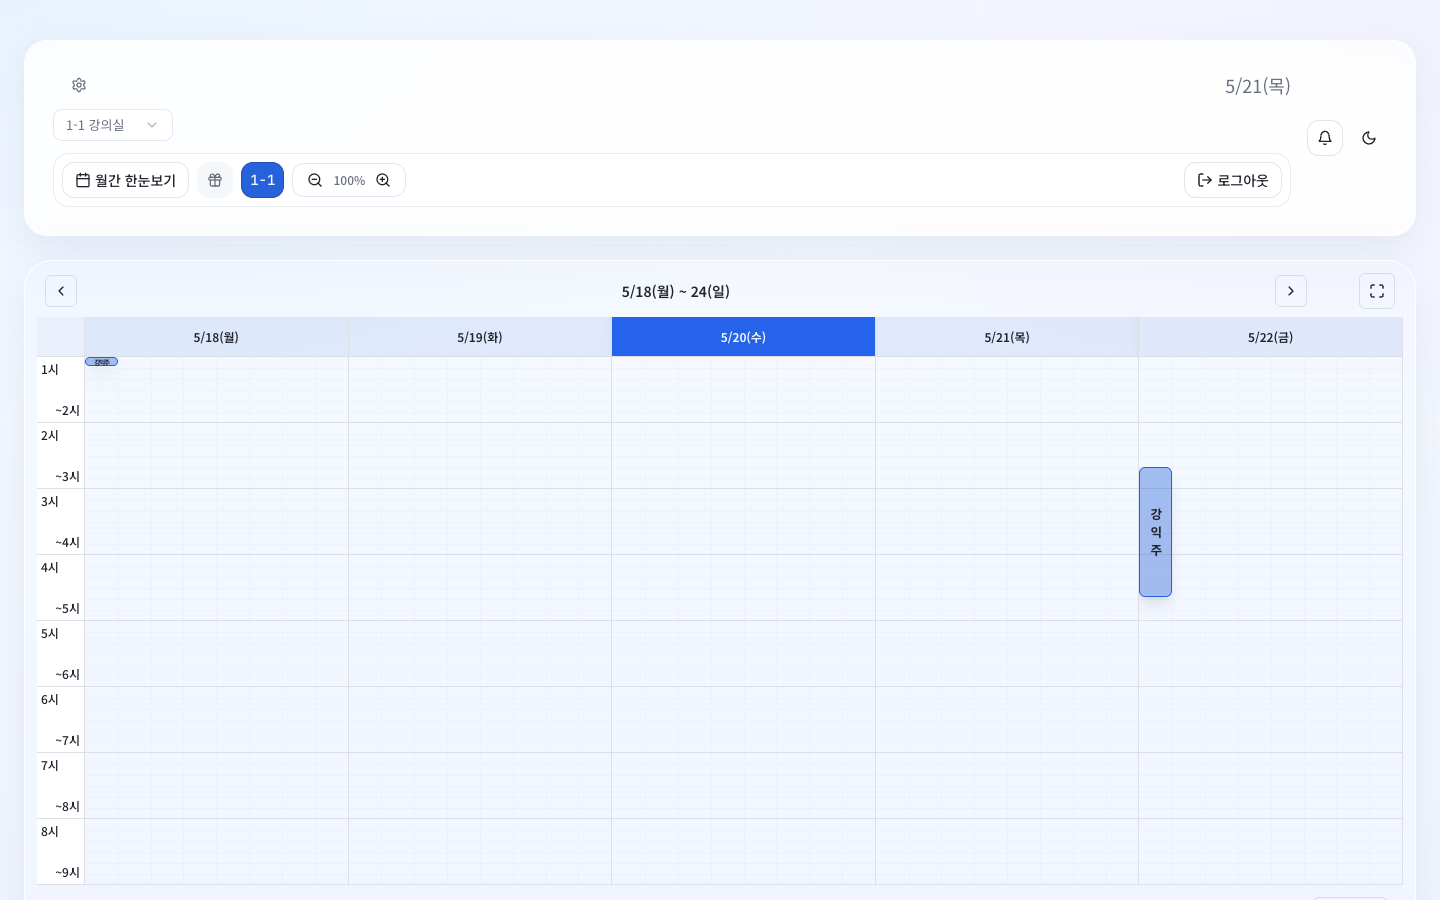 5/21(목)
1-1 강의실
월간 한눈보기
1-1
100%
로그아웃
5/18(월) ~ 24(일)
5/18(월)
5/19(화)
5/20(수)
5/21(목)
5/22(금)
1시
~2시
2시
~3시
3시
~4시
4시
~5시
5시
~6시
6시
~7시
7시
~8시
8시
~9시
강
익
주